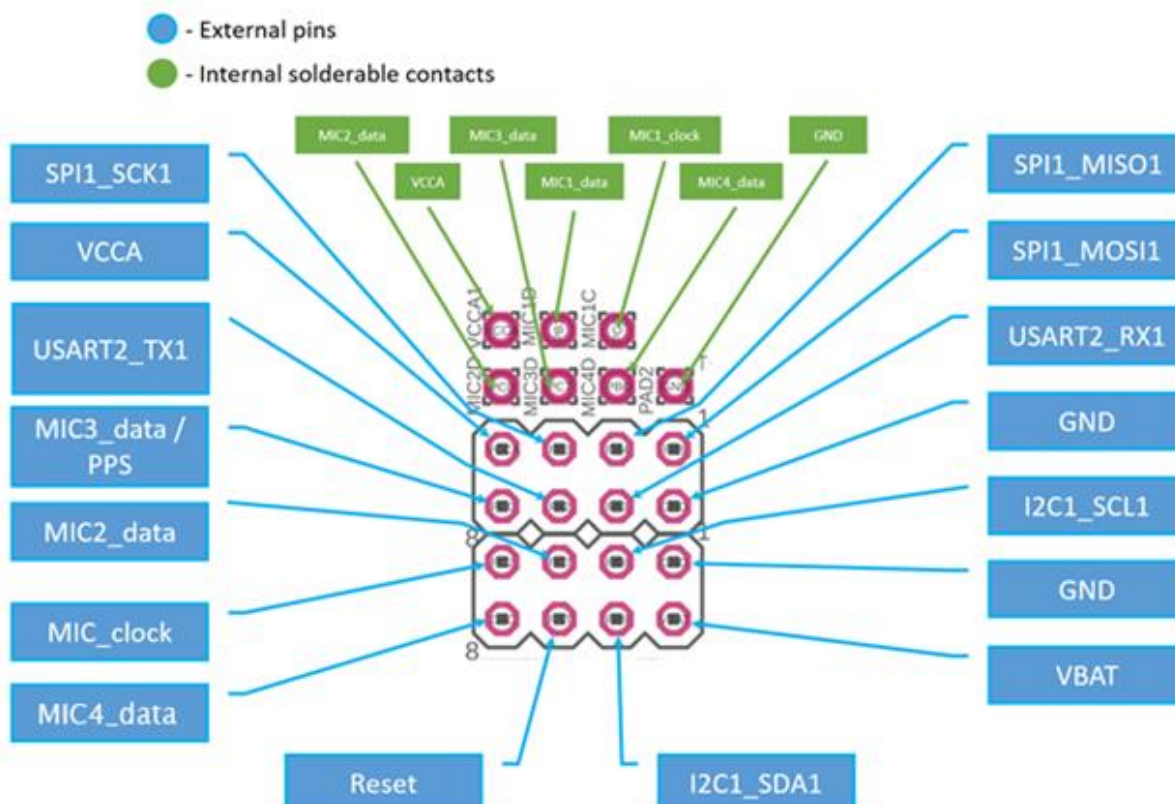 - External pins
- Internal solderable contacts
MIC2_data
MIC3_data
MIC1_clock
GND
VCCA
MIC1_data
MIC4_data
SPI1_SCK1
VCCA
USART2_TX1
MIC3_data /
PPS
MIC2_data
MIC_clock
MIC4_data
SPI1_MISO1
SPI1_MOSI1
USART2_RX1
GND
I2C1_SCL1
GND
VBAT
VCCA1
MIC1D
MIC1C
MIC2D
MIC3D
MIC4D
PAD2
1
8
1
8
Reset
I2C1_SDA1